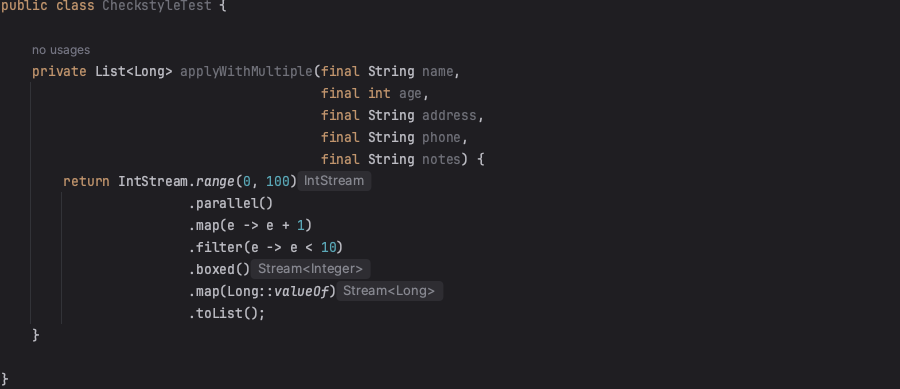 public class CheckstyleTest {
no usages
private List<Long> applyWithMultiple(final String name,
final int age,
final String address,
final String phone,
final String notes) {
return IntStream.range(0, 100) IntStream
.parallel()
.map(e -> e + 1)
.filter(e -> e < 10)
.boxed() Stream<Integer>
.map(Long::valueOf) Stream<Long>
.toList();
}
}